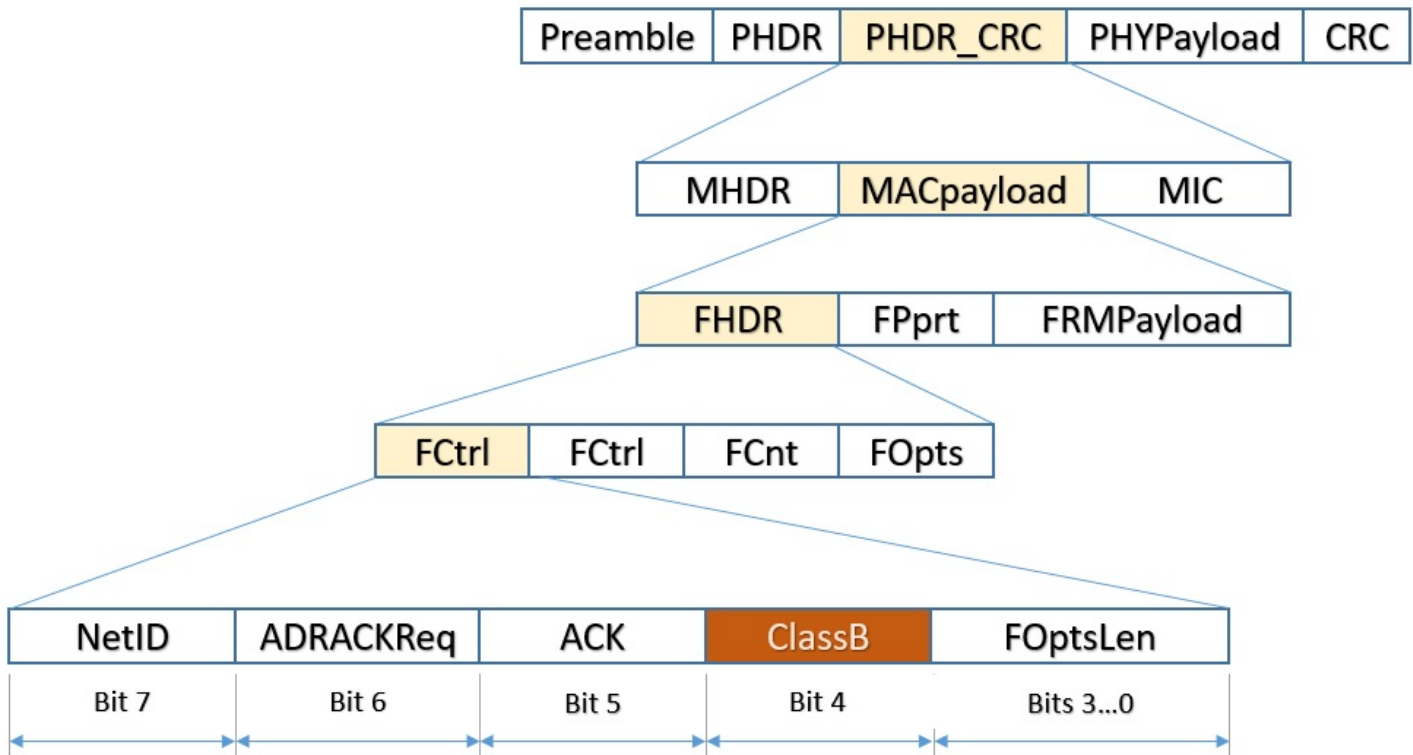 Preamble PHDR PHDR_CRC PHYPayload CRC
MHDR MACpayload MIC
FHDR FPprt FRMPayload
FCtrl FCtrl FCnt FOpts
NetID ADRACKReq ACK ClassB FOptsLen
Bit 7 Bit 6 Bit 5 Bit 4 Bits 3...0